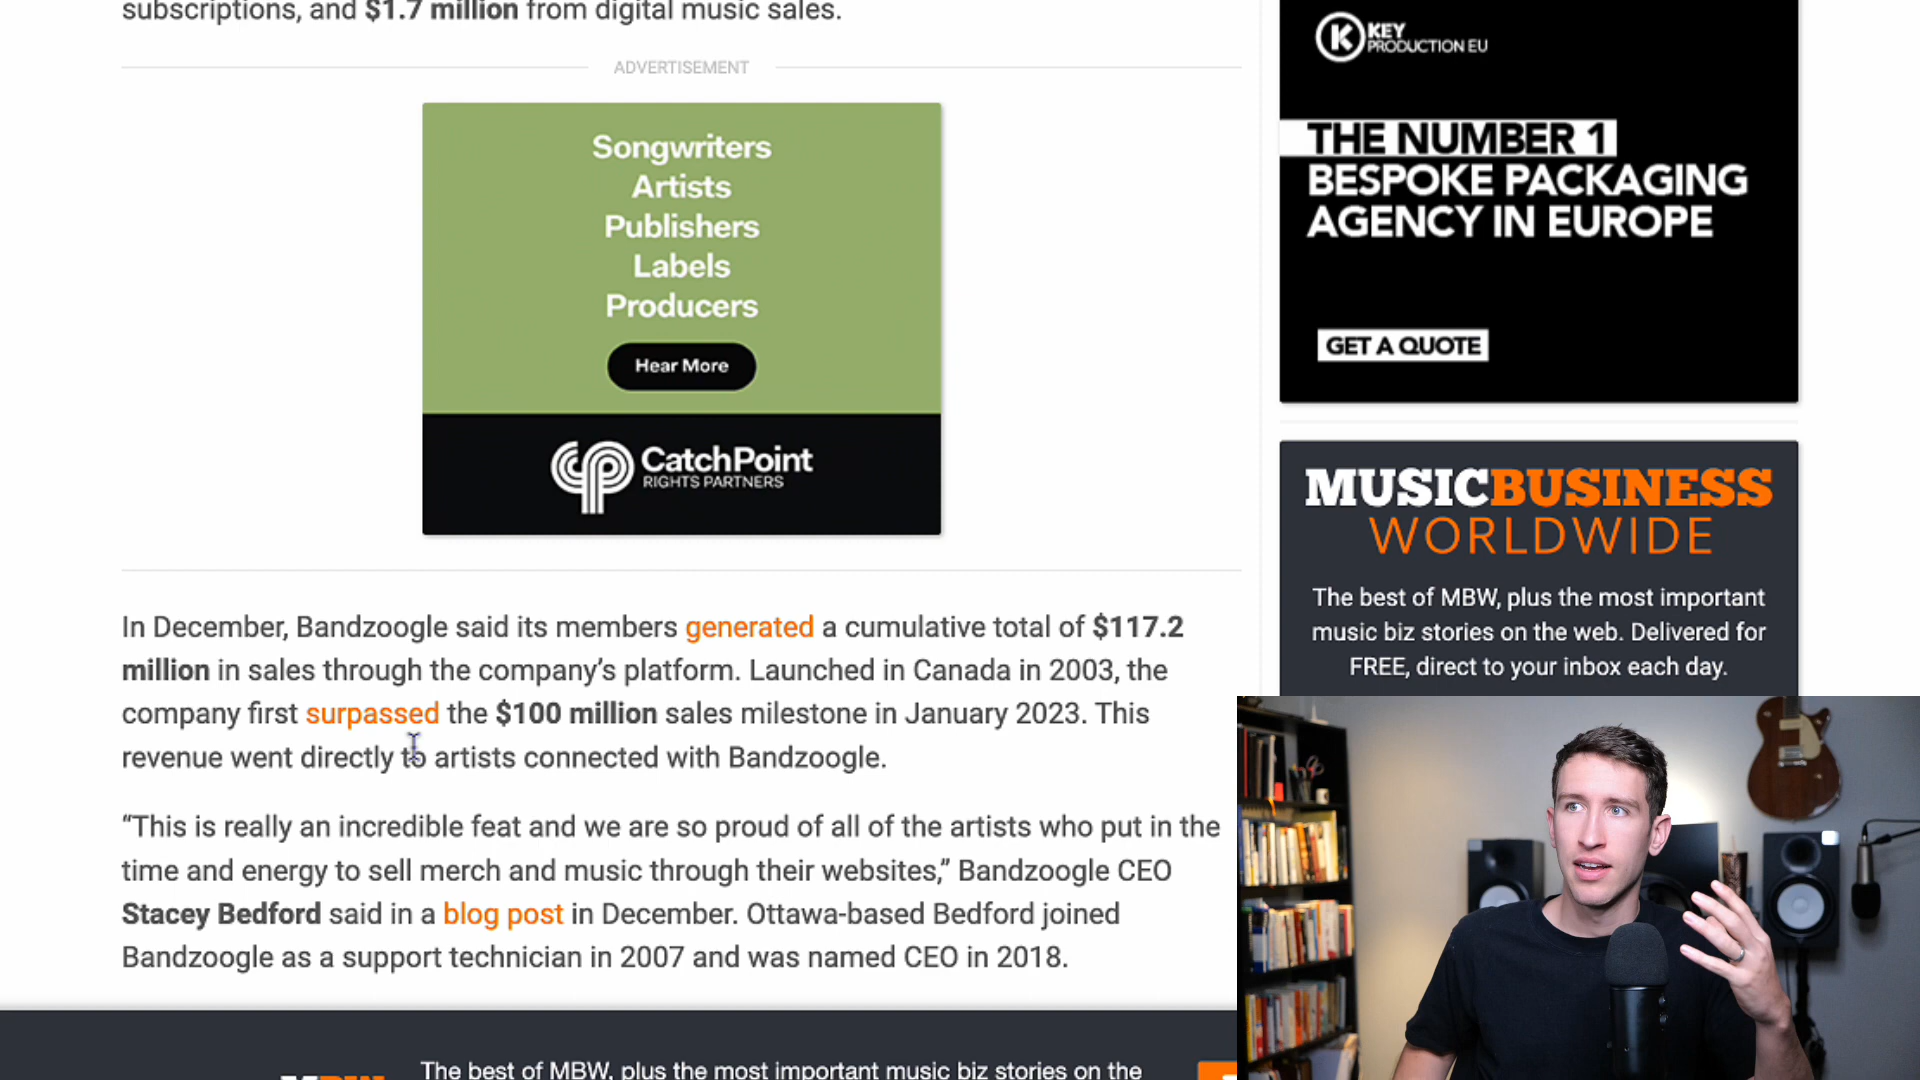 subscriptions, and $1.7 million from digital music sales.
ADVERTISEMENT
Songwriters
Artists
Publishers
Labels
Producers
Hear More
CatchPoint
RIGHTS PARTNERS
In December, Bandzoogle said its members generated a cumulative total of $117.2
million in sales through the company’s platform. Launched in Canada in 2003, the
company first surpassed the $100 million sales milestone in January 2023. This
revenue went directly to artists connected with Bandzoogle.
“This is really an incredible feat and we are so proud of all of the artists who put in the
time and energy to sell merch and music through their websites,” Bandzoogle CEO
Stacey Bedford said in a blog post in December. Ottawa-based Bedford joined
Bandzoogle as a support technician in 2007 and was named CEO in 2018.
KEY
PRODUCTION EU
THE NUMBER 1
BESPOKE PACKAGING
AGENCY IN EUROPE
GET A QUOTE
MUSICBUSINESS
WORLDWIDE
The best of MBW, plus the most important
music biz stories on the web. Delivered for
FREE, direct to your inbox each day.
MBW
The best of MBW, plus the most important music biz stories on the